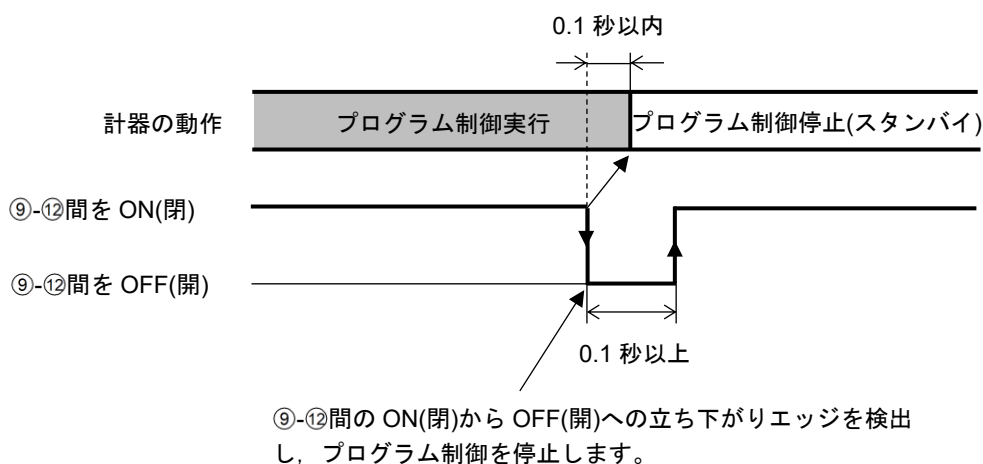 0.1 秒以内
計器の動作
プログラム制御実行
プログラム制御停止(スタンバイ)
⑨-⑫間を ON(閉)
⑨-⑫間を OFF(開)
0.1 秒以上
⑨-⑫間の ON(閉)から OFF(開)への立ち下がりエッジを検出
し，プログラム制御を停止します。